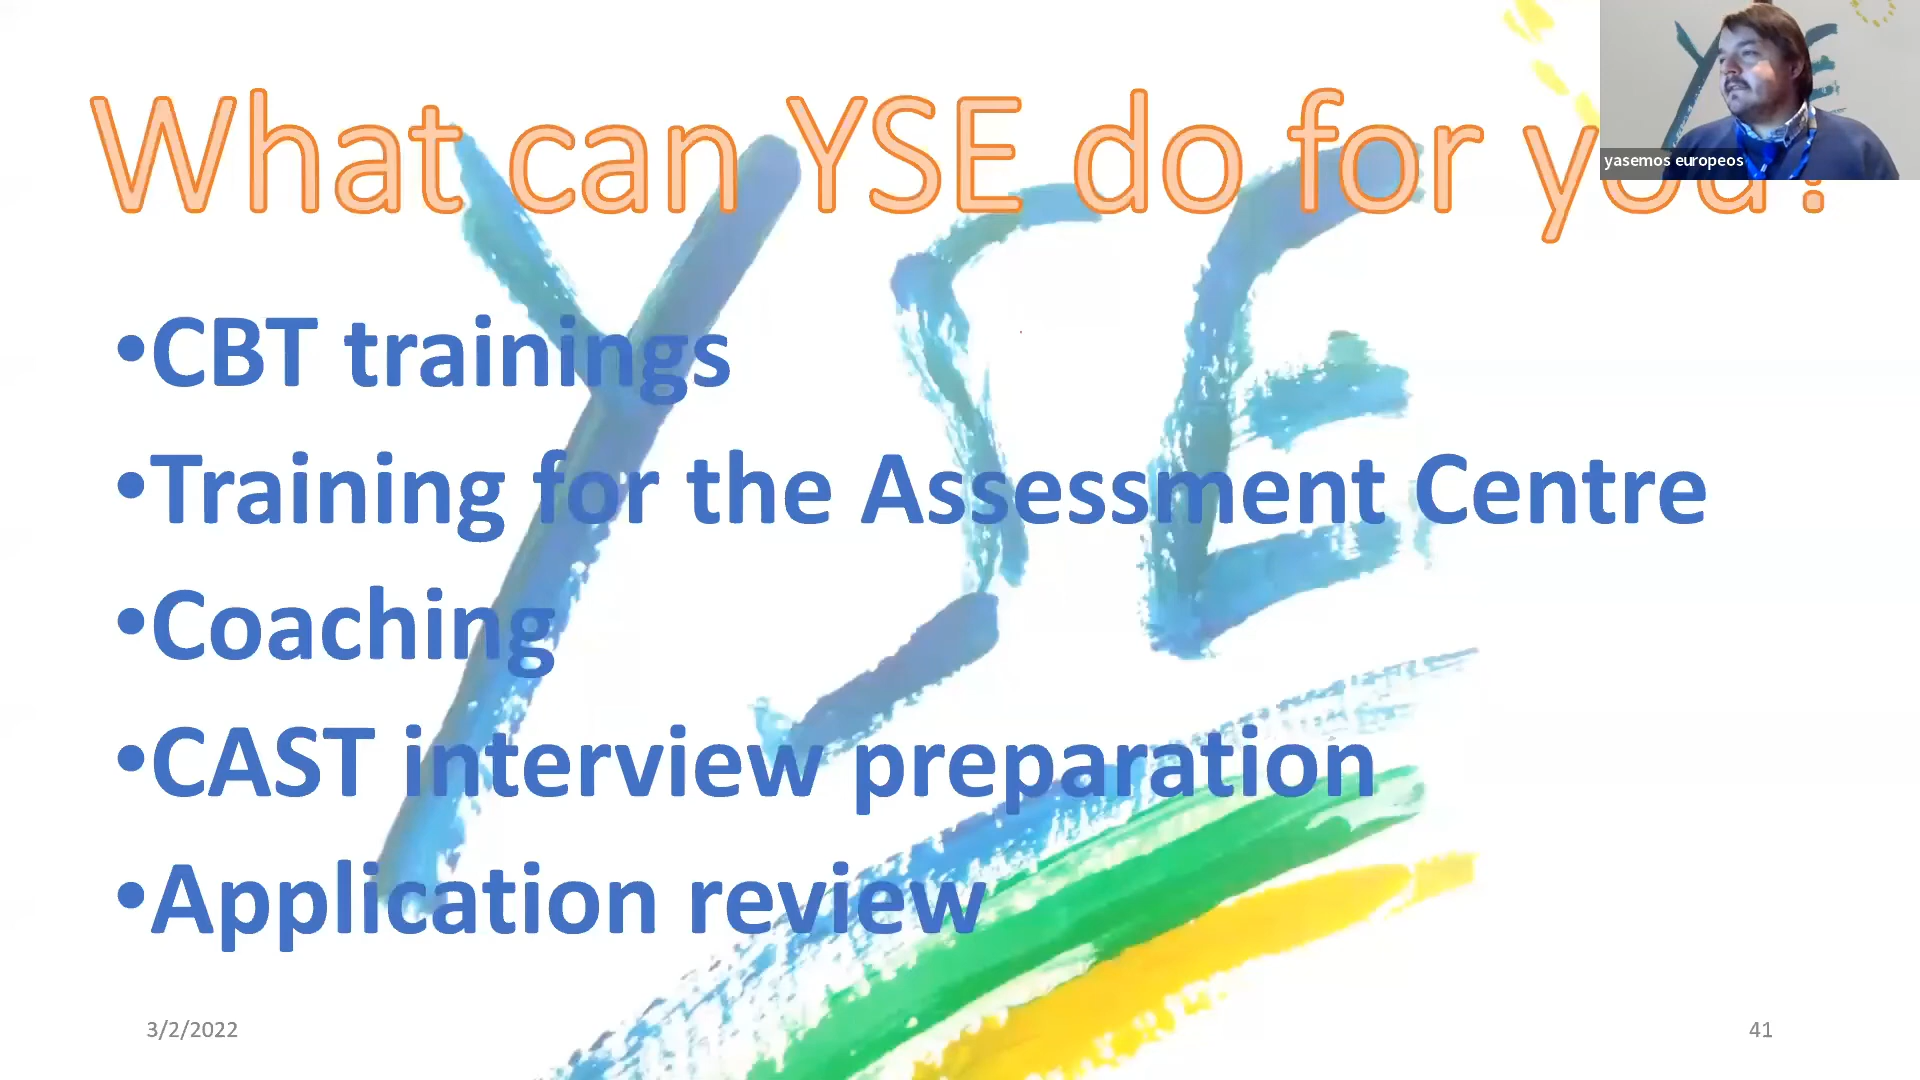 What can YSE do for you?
yasemos europeos
•CBT trainings
•Training for the Assessment Centre
•Coaching
•CAST interview preparation
•Application review
3/2/2022
41
YSE